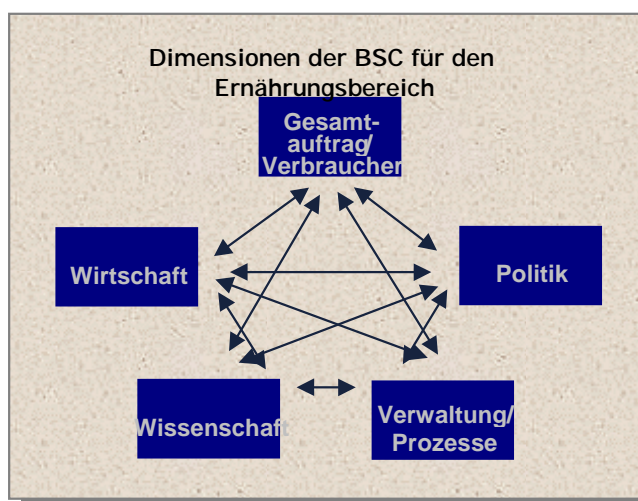 Dimensionen der BSC für den
Ernährungsbereich
Gesamt-
auftrag/
Verbraucher
Wirtschaft
Politik
Wissenschaft
Verwaltung/
Prozesse